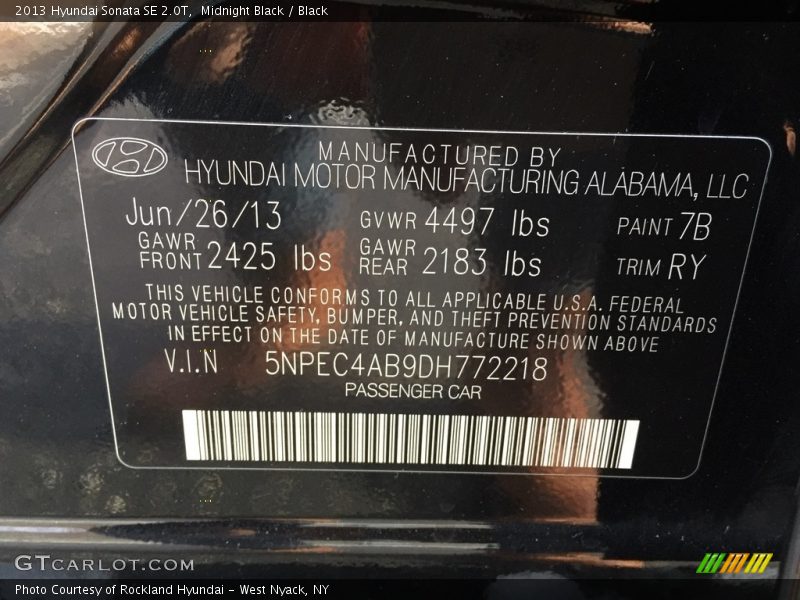 2013 Hyundai Sonata SE 2.0T,  Midnight Black / Black
MANUFACTURED BY
HYUNDAI MOTOR MANUFACTURING ALABAMA, LLC
Jun/26/13 GVWR 4497 lbs PAINT 7B
GAWR FRONT 2425 lbs GAWR REAR 2183 lbs TRIM RY
THIS VEHICLE CONFORMS TO ALL APPLICABLE U.S.A. FEDERAL
MOTOR VEHICLE SAFETY, BUMPER, AND THEFT PREVENTION STANDARDS
IN EFFECT ON THE DATE OF MANUFACTURE SHOWN ABOVE
V.I.N 5NPEC4AB9DH772218
PASSENGER CAR
GTCARLOT.COM
Photo Courtesy of Rockland Hyundai - West Nyack, NY